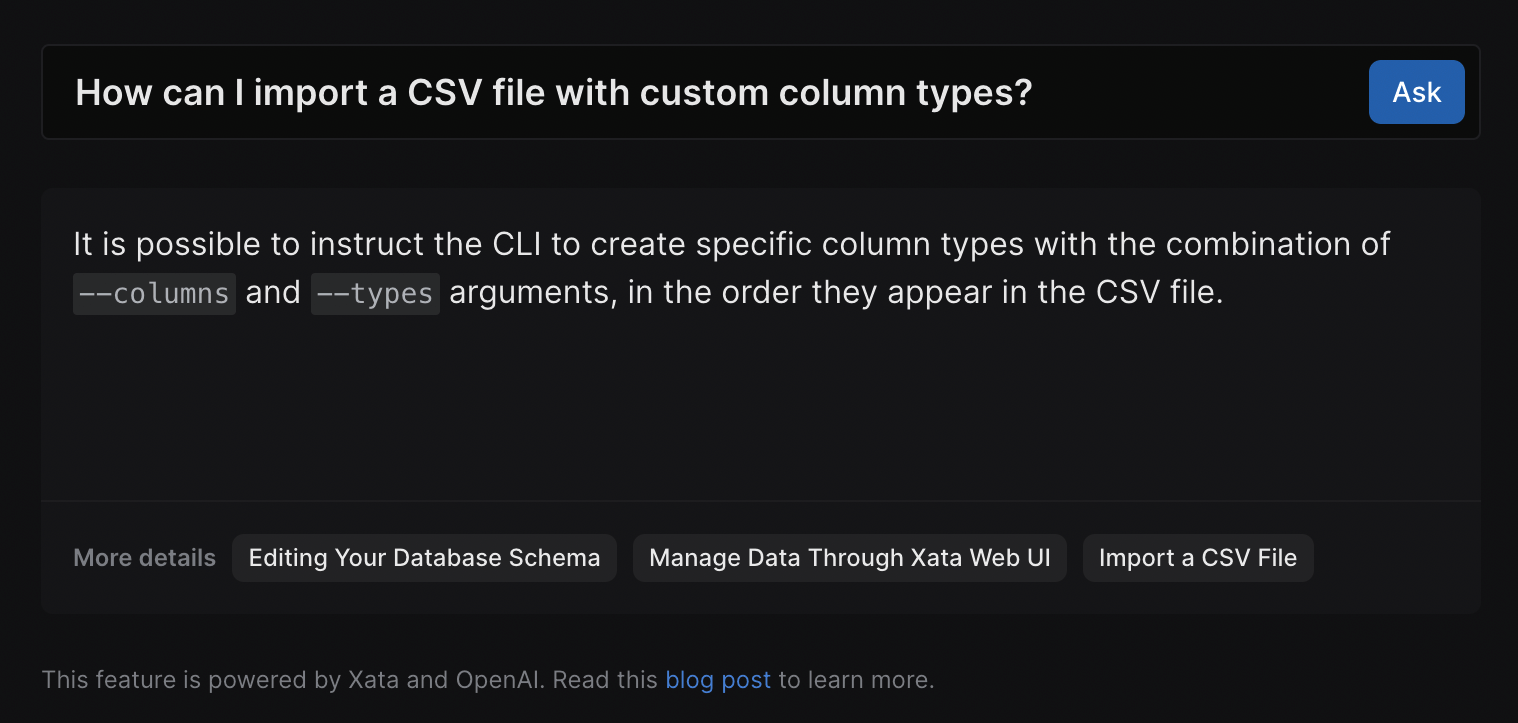 How can I import a CSV file with custom column types?
Ask
It is possible to instruct the CLI to create specific column types with the combination of
--columns and --types arguments, in the order they appear in the CSV file.
More details Editing Your Database Schema Manage Data Through Xata Web UI Import a CSV File
This feature is powered by Xata and OpenAI. Read this blog post to learn more.